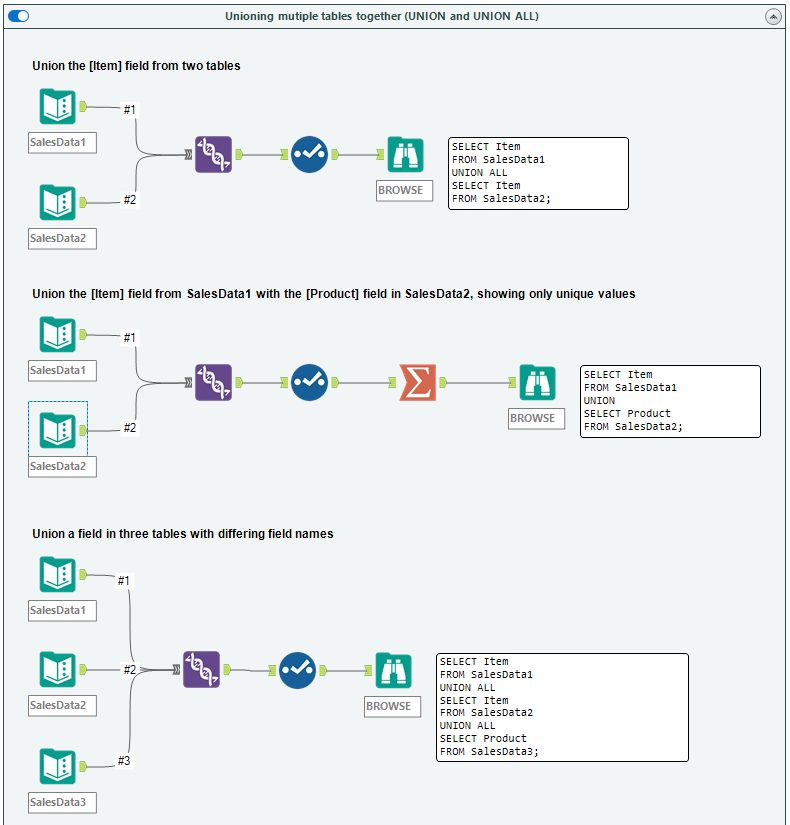 Unioning mutiple tables together (UNION and UNION ALL)
Union the [Item] field from two tables
SalesData1
#1
SalesData2
#2
BROWSE
SELECT Item
FROM SalesData1
UNION ALL
SELECT Item
FROM SalesData2;
Union the [Item] field from SalesData1 with the [Product] field in SalesData2, showing only unique values
SalesData1
#1
SalesData2
#2
BROWSE
SELECT Item
FROM SalesData1
UNION
SELECT Product
FROM SalesData2;
Union a field in three tables with differing field names
SalesData1
#1
SalesData2
#2
SalesData3
#3
BROWSE
SELECT Item
FROM SalesData1
UNION ALL
SELECT Item
FROM SalesData2
UNION ALL
SELECT Product
FROM SalesData3;